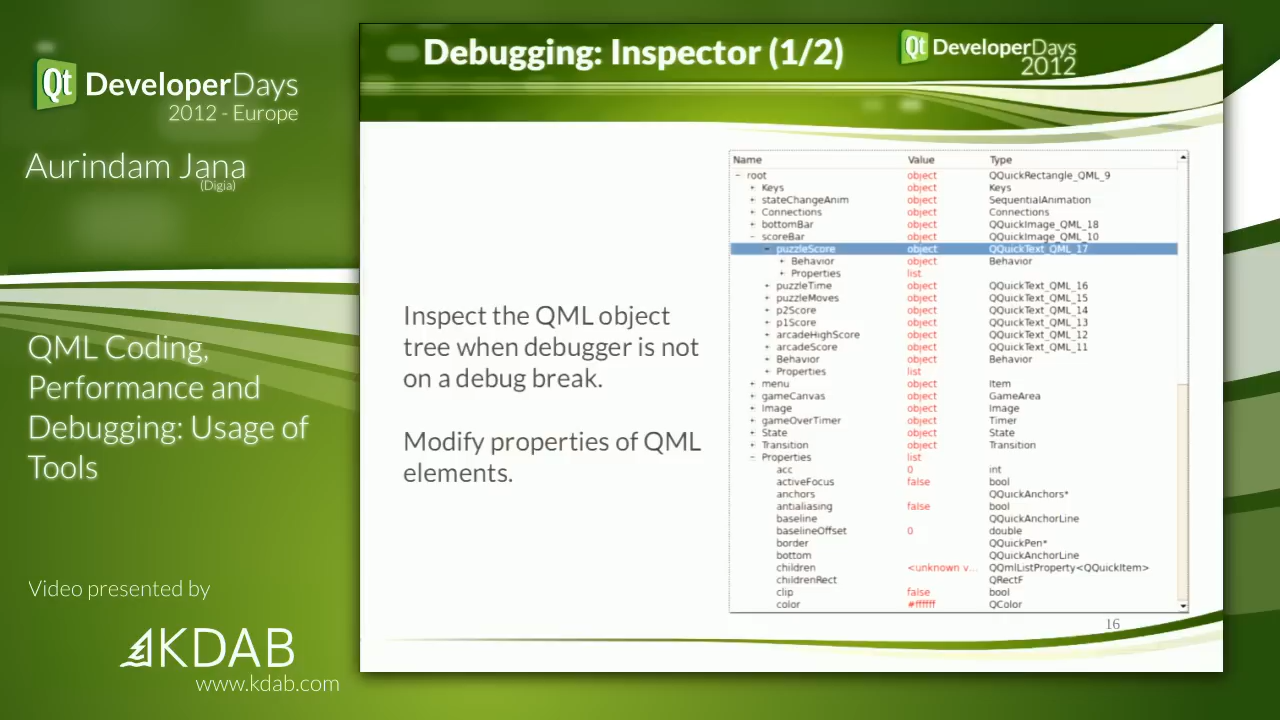 Qt DeveloperDays
2012 - Europe
Aurindam Jana
(Digia)
QML Coding,
Performance and
Debugging: Usage of
Tools
Video presented by
KDAB
www.kdab.com
Debugging: Inspector (1/2)
Qt DeveloperDays
2012
Inspect the QML object
tree when debugger is not
on a debug break.
Modify properties of QML
elements.
Name Value Type
root object QQuickRectangle_QML_9
Keys object Keys
stateChangeAnim object SequentialAnimation
Connections object Connections
bottomBar object QQuickImage_QML_18
scoreBar object QQuickImage_QML_10
puzzleScore object QQuickText_QML_17
Behavior object Behavior
Properties list
puzzleTime object QQuickText_QML_16
puzzleMoves object QQuickText_QML_15
p2Score object QQuickText_QML_14
p1Score object QQuickText_QML_13
arcadeHighScore object QQuickText_QML_12
arcadeScore object QQuickText_QML_11
Behavior object Behavior
Properties list
menu object Item
gameCanvas object GameArea
Image object Image
gameOverTimer object Timer
State object State
Transition object Transition
Properties list
acc 0 int
activeFocus false bool
anchors QQuickAnchors*
antialiasing false bool
baseline QQuickAnchorLine
baselineOffset 0 double
border QQuickPen*
bottom QQuickAnchorLine
children <unknown v... QQmlListProperty<QQuickItem>
childrenRect QRectF
clip false bool
color #ffffff QColor
16